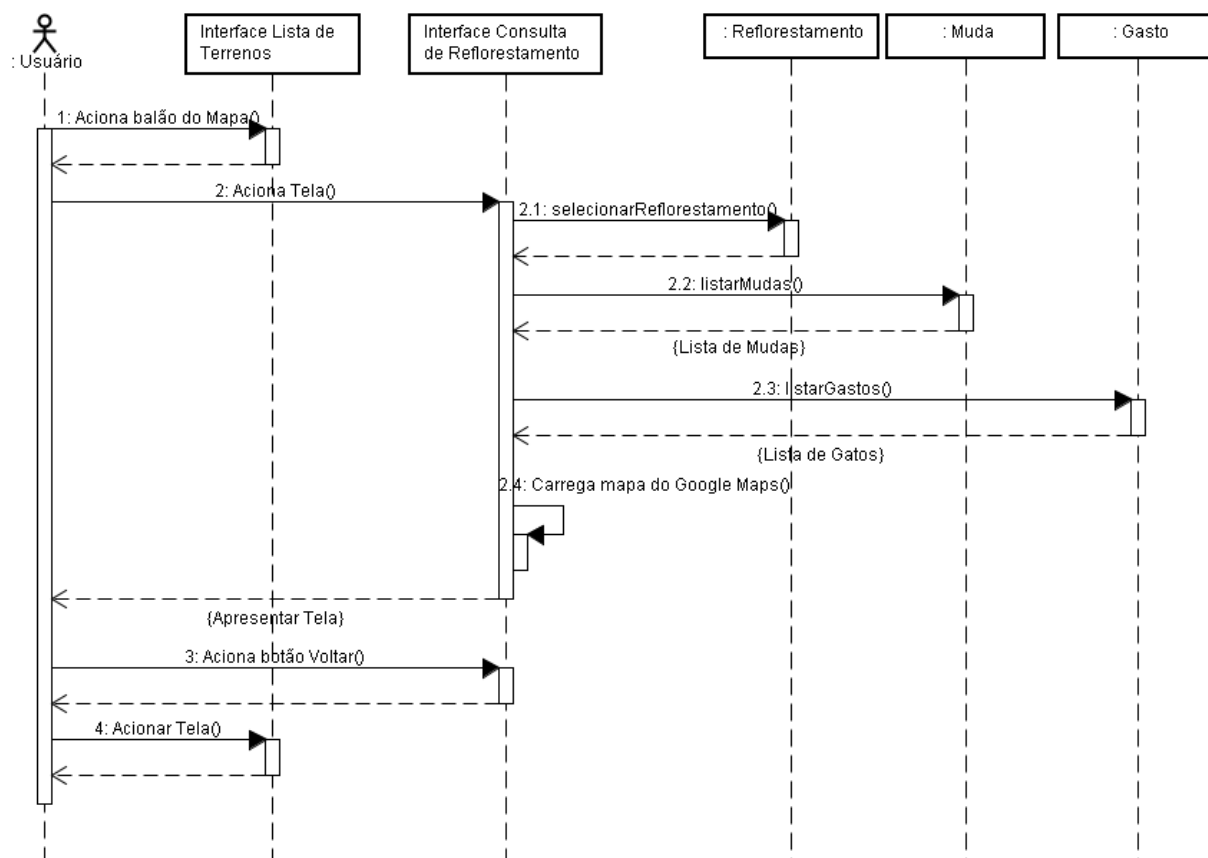 : Usuário
Interface Lista de
Terrenos
Interface Consulta
de Reflorestamento
: Reflorestamento
: Muda
: Gasto
1: Aciona balão do Mapa()
2: Aciona Tela()
2.1: selecionarReflorestamento()
2.2: listarMudas()
{Lista de Mudas}
2.3: listarGastos()
{Lista de Gatos}
2.4: Carrega mapa do Google Maps()
{Apresentar Tela}
3: Aciona botão Voltar()
4: Acionar Tela()